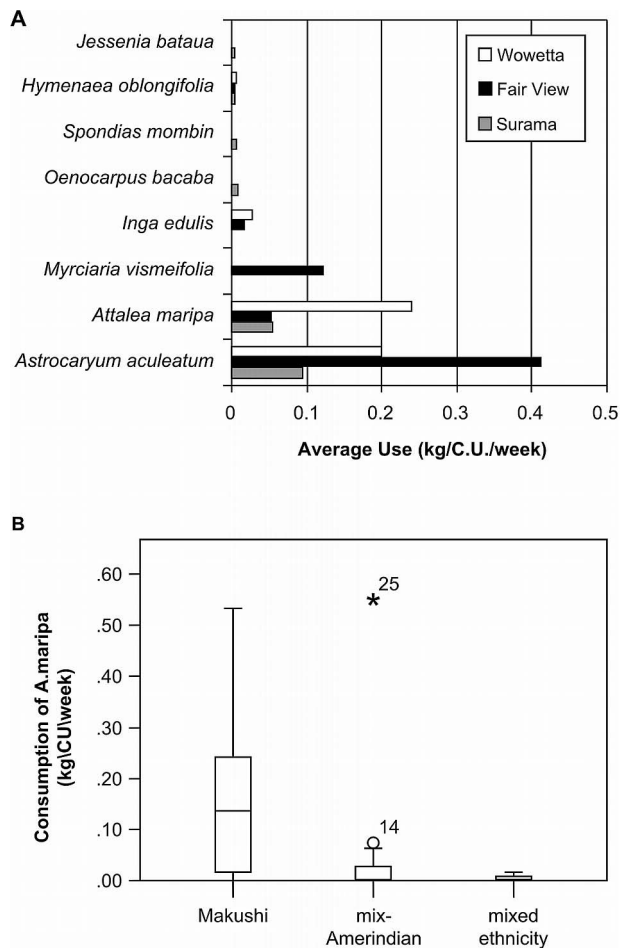 A
Jessenia bataua
Hymenaea oblongifolia
Spondias mombin
Oenocarpus bacaba
Inga edulis
Myrciaria vismeifolia
Attalea maripa
Astrocaryum aculeatum
Wowetta
Fair View
Surama
0 0.1 0.2 0.3 0.4 0.5
Average Use (kg/C.U./week)
B
Consumption of A.maripa
(kg\CU\week)
.60
.50
.40
.30
.20
.10
.00
25
14
Makushi
mix-
Amerindian
mixed
ethnicity